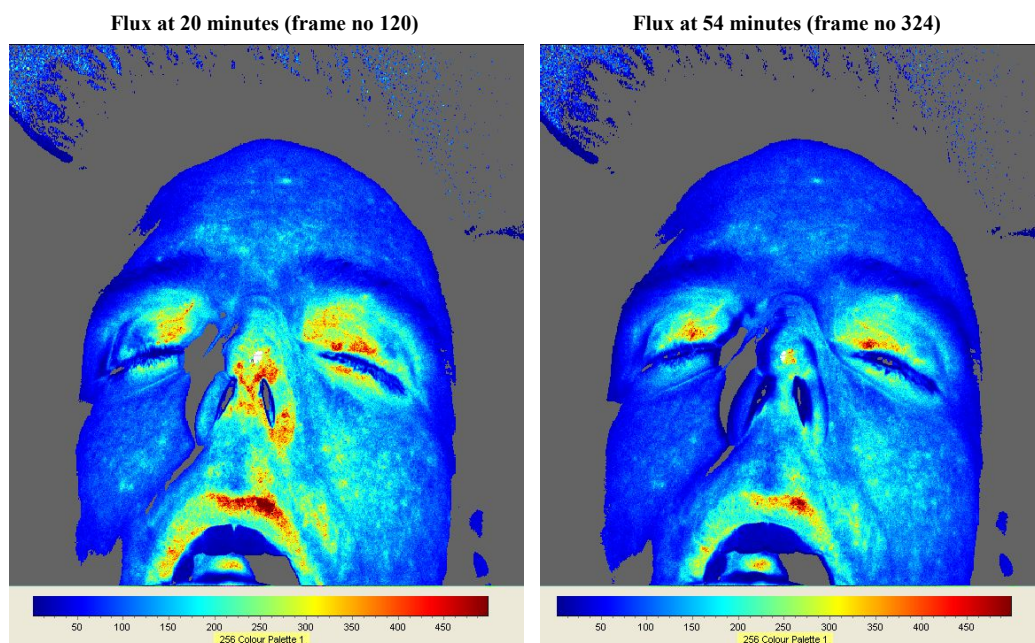 Flux at 20 minutes (frame no 120)
Flux at 54 minutes (frame no 324)
50 100 150 200 250 300 350 400 450
256 Colour Palette 1
50 100 150 200 250 300 350 400 450
256 Colour Palette 1